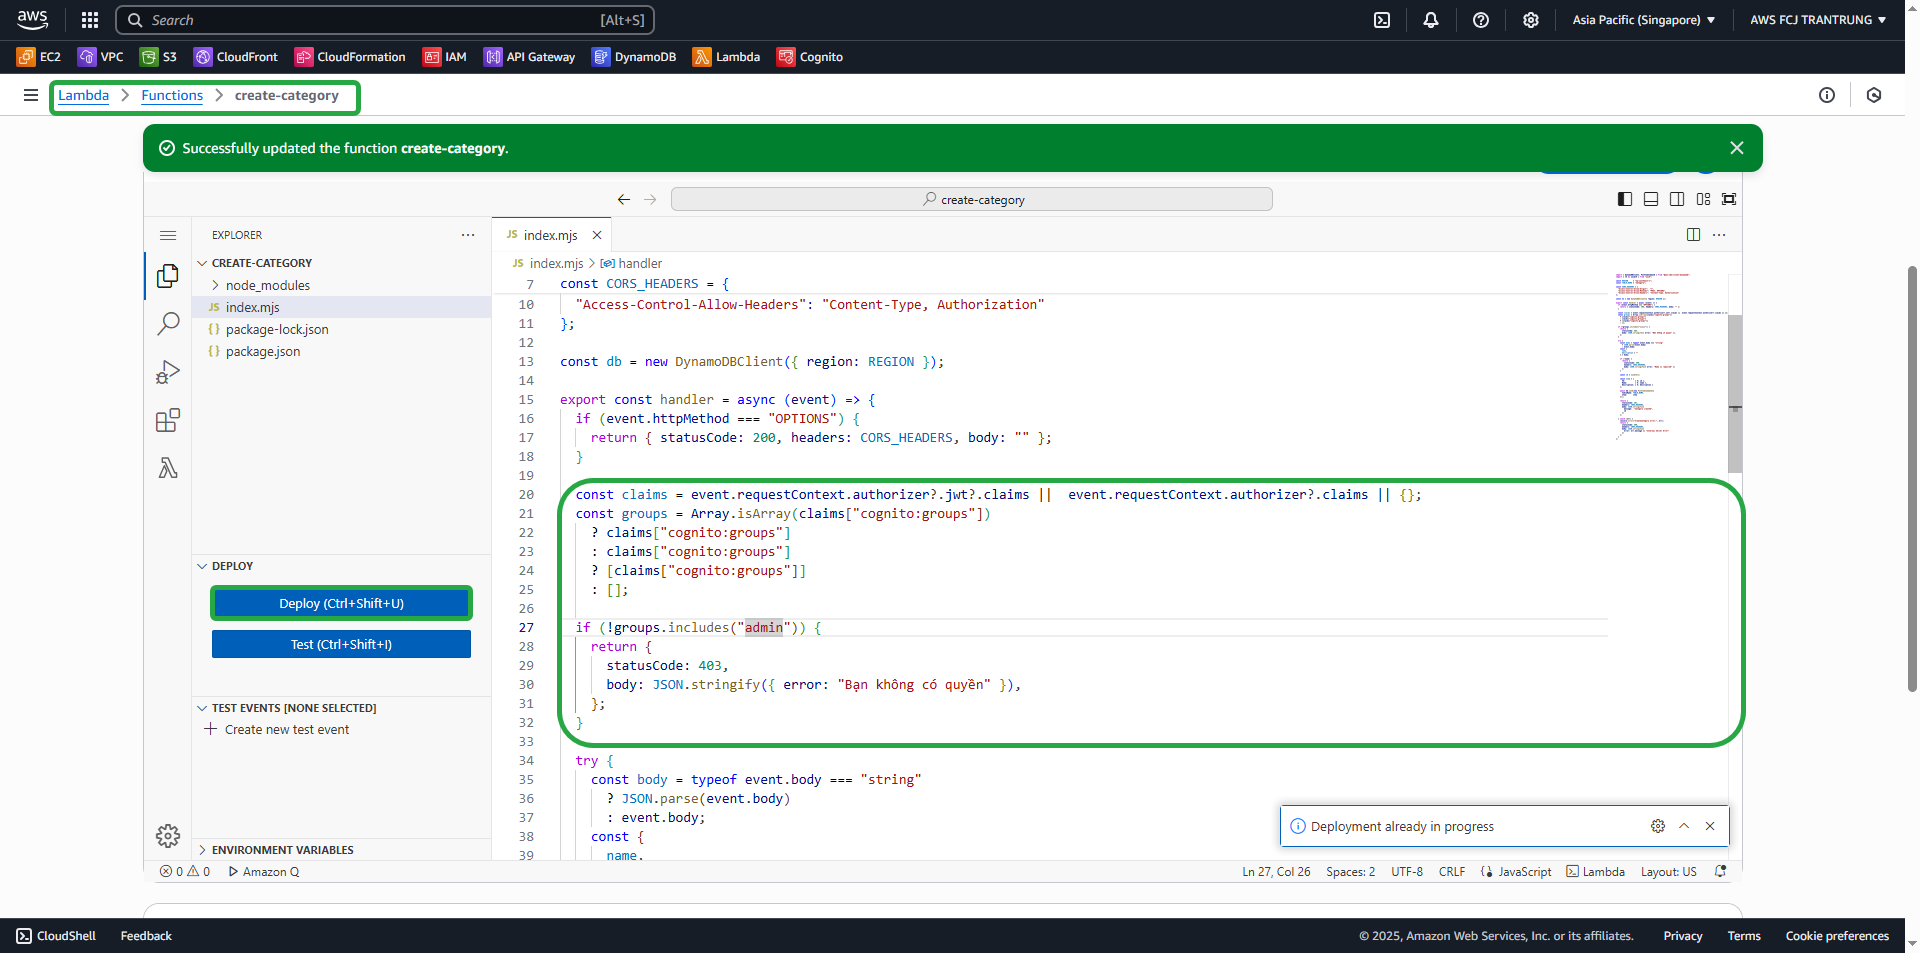 aws
Search [Alt+S]
Asia Pacific (Singapore) AWS FCJ TRANTRUNG
EC2 VPC S3 CloudFront CloudFormation IAM API Gateway DynamoDB Lambda Cognito
Lambda Functions create-category
Successfully updated the function create-category.
create-category
EXPLORER
JS index.mjs
CREATE-CATEGORY
node_modules
JS index.mjs
{} package-lock.json
{} package.json
DEPLOY
Deploy (Ctrl+Shift+U)
Test (Ctrl+Shift+I)
TEST EVENTS [NONE SELECTED]
Create new test event
ENVIRONMENT VARIABLES
JS index.mjs > handler
7 const CORS_HEADERS = {
10 "Access-Control-Allow-Headers": "Content-Type, Authorization"
11 };
12
13 const db = new DynamoDBClient({ region: REGION });
14
15 export const handler = async (event) => {
16 if (event.httpMethod === "OPTIONS") {
17 return { statusCode: 200, headers: CORS_HEADERS, body: "" };
18 }
19
20 const claims = event.requestContext.authorizer?.jwt?.claims ||  event.requestContext.authorizer?.claims || {};
21 const groups = Array.isArray(claims["cognito:groups"])
22 ? claims["cognito:groups"]
23 : claims["cognito:groups"]
24 ? [claims["cognito:groups"]]
25 : [];
26
27 if (!groups.includes("admin")) {
28 return {
29 statusCode: 403,
30 body: JSON.stringify({ error: "Bạn không có quyền" }),
31 };
32 }
33
34 try {
35 const body = typeof event.body === "string"
36 ? JSON.parse(event.body)
37 : event.body;
38 const {
39 name,
Deployment already in progress
0 0 Amazon Q
Ln 27, Col 26 Spaces: 2 UTF-8 CRLF JavaScript Lambda Layout: US
CloudShell Feedback
© 2025, Amazon Web Services, Inc. or its affiliates. Privacy Terms Cookie preferences